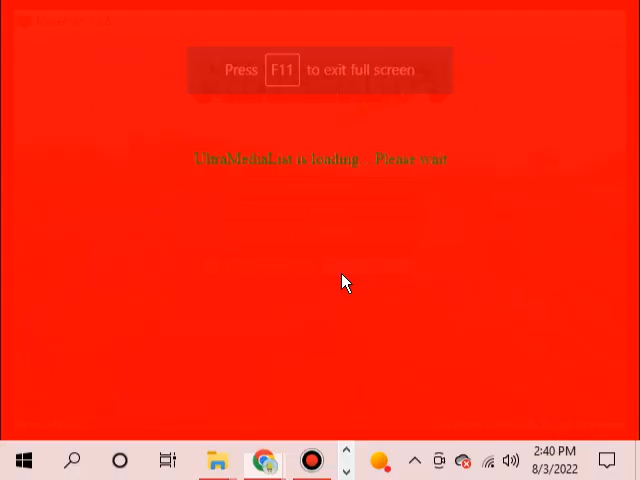 Press F11 to exit full screen
UltraMediaList is loading... Please wait
2:40 PM
8/3/2022